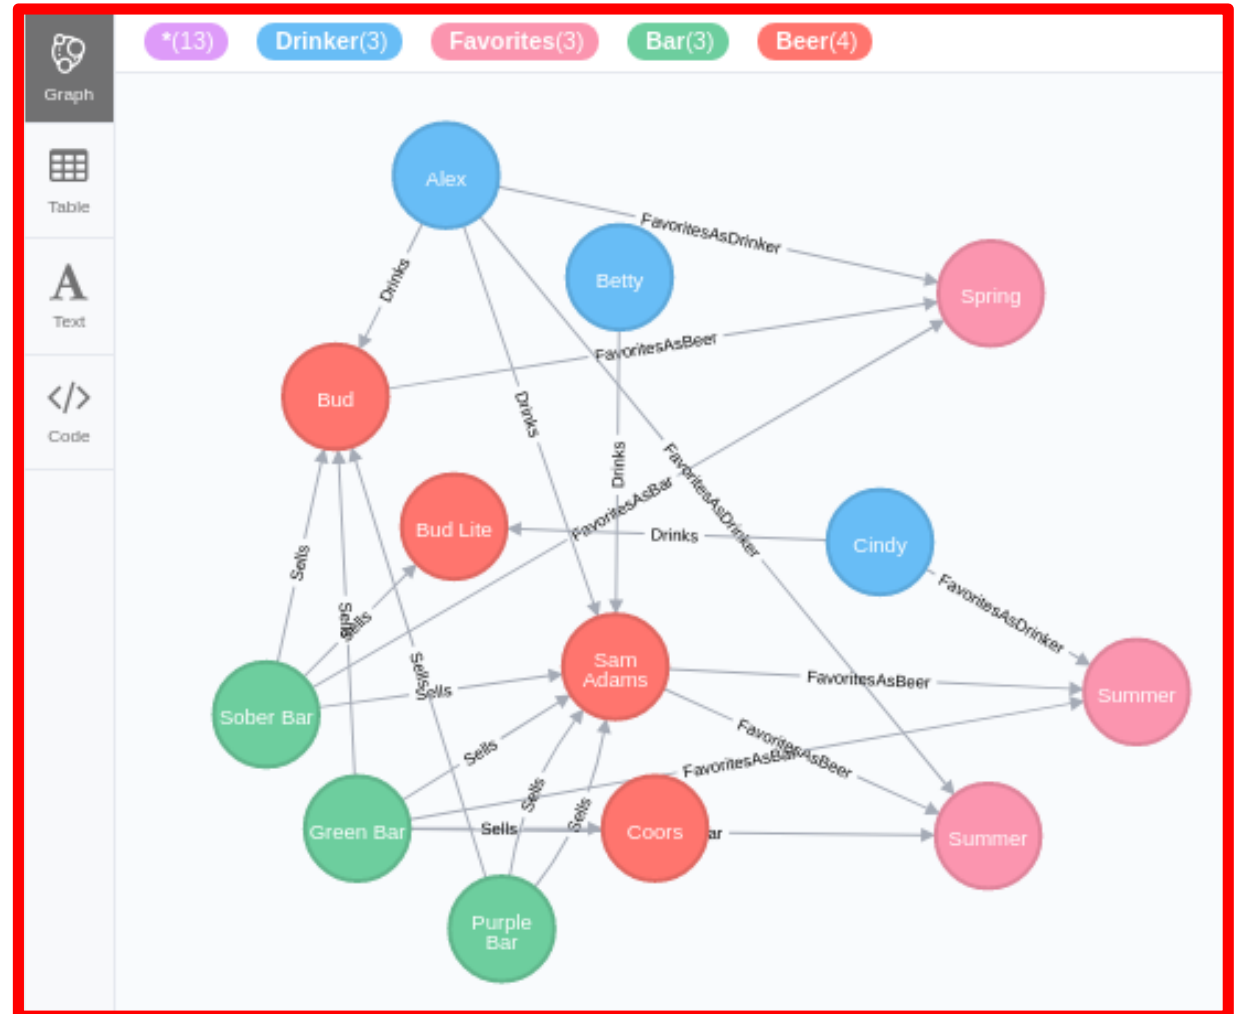 *(13) Drinker(3) Favorites(3) Bar(3) Beer(4)
Graph
Table
Text
</>
Code
Alex
FavoritesAsDrinker
Betty
Spring
Drinks
FavoritesAsBeer
Bud
Drinks
Drinks
FavoritesAsDrinker
FavoritesAsBar
Bud Lite
Drinks
Cindy
Sells
FavoritesAsDrinker
Sells
Sells
Sam
Adams
Sells
Sells
FavoritesAsBeer
Summer
Sober Bar
FavoritesAsBeer
Sells
FavoritesAsBar
Sells
Sells
Green Bar
Sells
Coors
ar
Summer
Purple
Bar